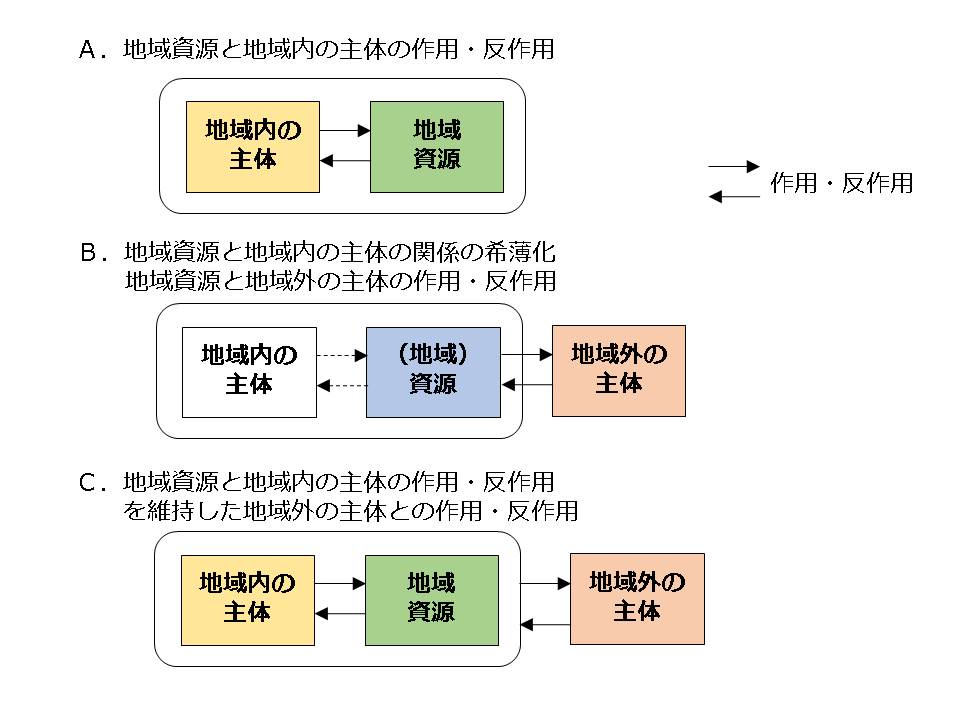 A．地域資源と地域内の主体の作用・反作用
地域内の
主体
地域
資源
作用・反作用
B．地域資源と地域内の主体の関係の希薄化
地域資源と地域外の主体の作用・反作用
地域内の
主体
（地域）
資源
地域外の
主体
C．地域資源と地域内の主体の作用・反作用
を維持した地域外の主体との作用・反作用
地域内の
主体
地域
資源
地域外の
主体